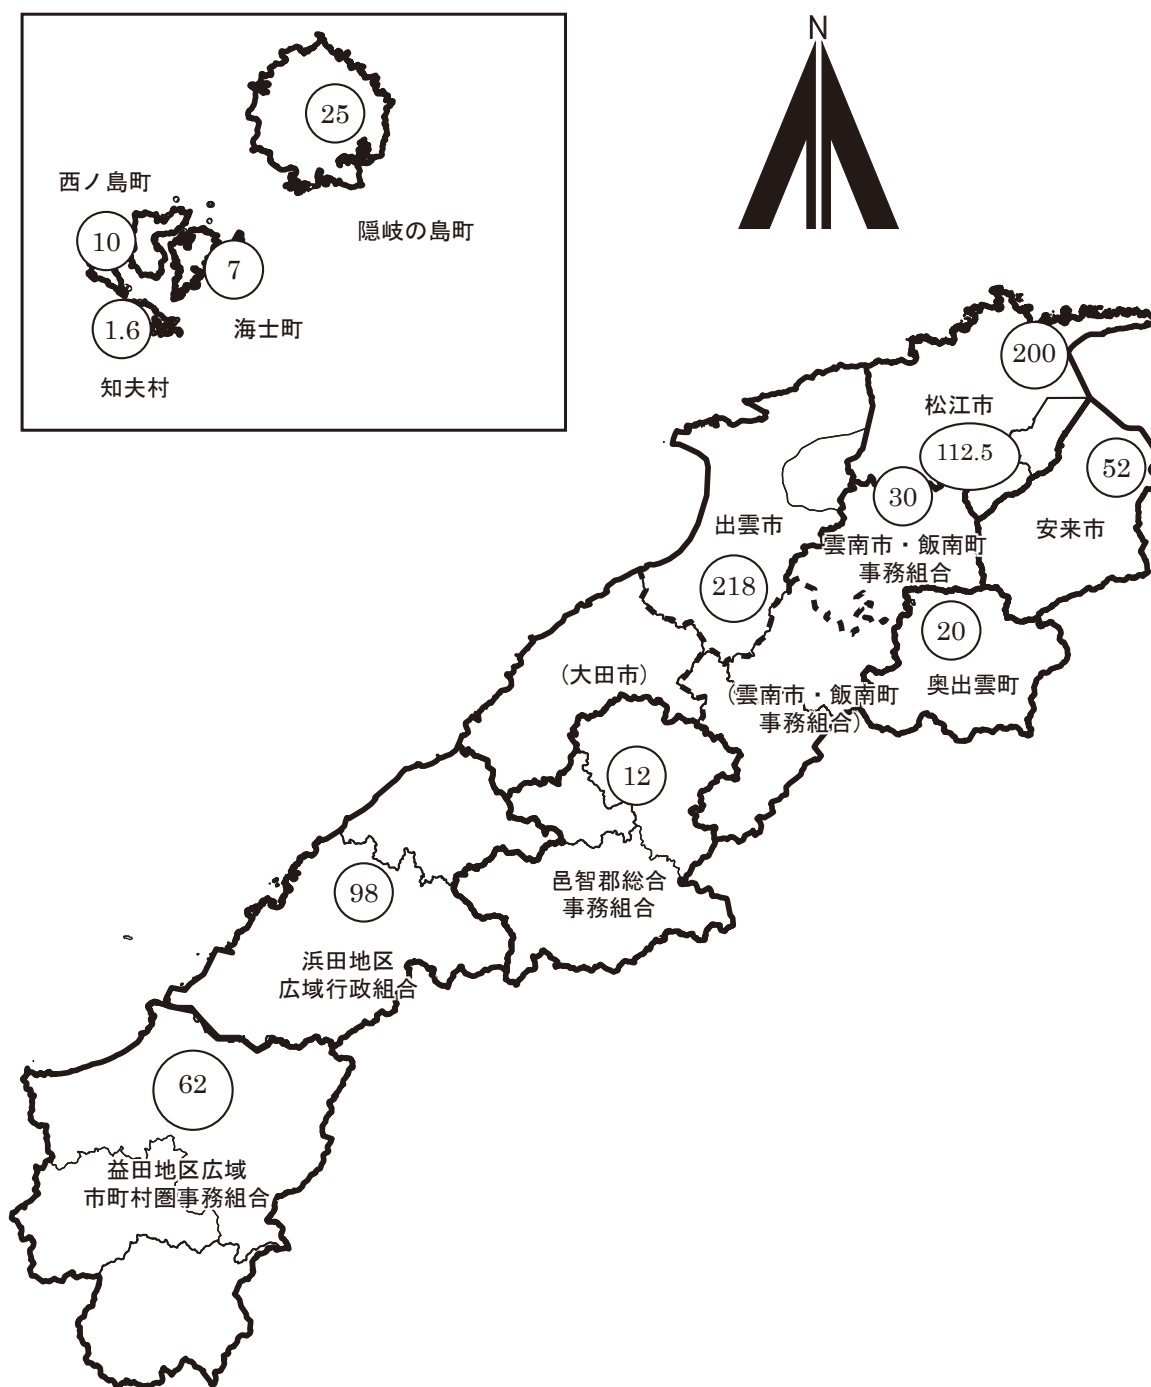 N
25
西ノ島町
隠岐の島町
10
7
1.6
海士町
知夫村
200
松江市
112.5
52
30
出雲市
安来市
雲南市・飯南町
事務組合
218
20
(大田市)
奥出雲町
(雲南市・飯南町
事務組合)
12
邑智郡総合
事務組合
98
浜田地区
広域行政組合
62
益田地区広域
市町村圏事務組合